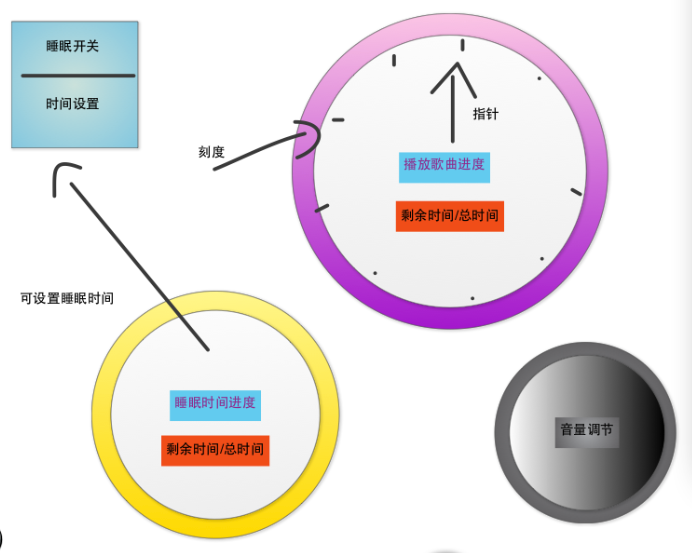 睡眠开关
时间设置
指针
刻度
播放歌曲进度
剩余时间/总时间
可设置睡眠时间
睡眠时间进度
剩余时间/总时间
音量调节